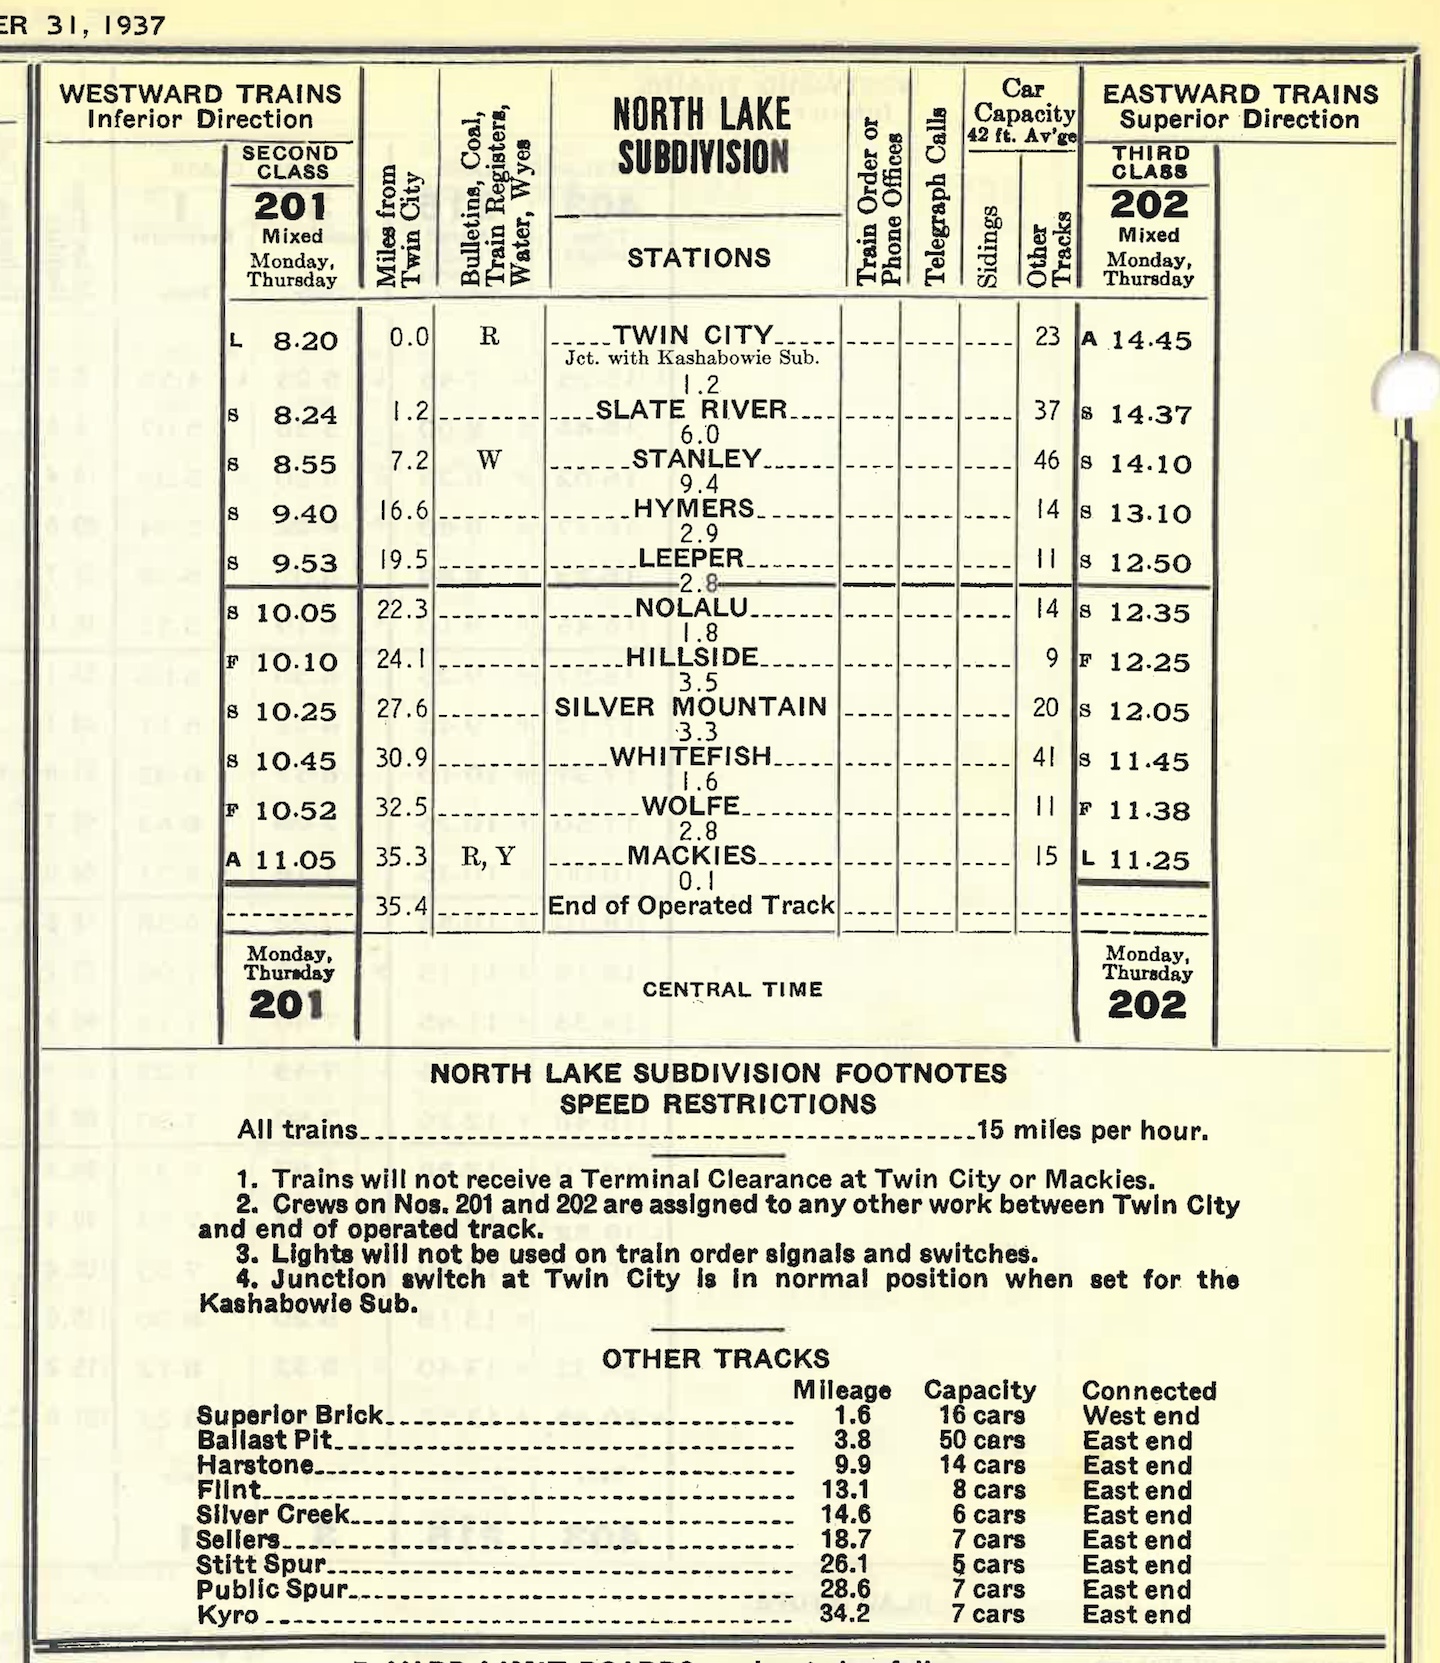 ER 31, 1937
WESTWARD TRAINS
Inferior Direction
SECOND
CLASS
201
Mixed
Monday,
Thursday
Miles from
Twin City
Bulletins, Coal,
Train Registers,
Water, Wyes
NORTH LAKE
SUBDIVISION
STATIONS
Train Order or
Phone Offices
Telegraph Calls
Car
Capacity
42 ft. Av'ge
Sidings
Other
Tracks
EASTWARD TRAINS
Superior Direction
THIRD
CLASS
202
Mixed
Monday,
Thursday
L 8.20 0.0 R TWIN CITY 23 A 14.45
Jct. with Kashabowie Sub.
1.2
S 8.24 1.2 SLATE RIVER 37 S 14.37
6.0
S 8.55 7.2 W STANLEY 46 S 14.10
9.4
S 9.40 16.6 HYMERS 14 S 13.10
2.9
S 9.53 19.5 LEEPER 11 S 12.50
2.8
S 10.05 22.3 NOLALU 14 S 12.35
1.8
F 10.10 24.1 HILLSIDE 9 F 12.25
3.5
S 10.25 27.6 SILVER MOUNTAIN 20 S 12.05
3.3
S 10.45 30.9 WHITEFISH 41 S 11.45
1.6
F 10.52 32.5 WOLFE 11 F 11.38
2.8
A 11.05 35.3 R, Y MACKIES 15 L 11.25
0.1
35.4 End of Operated Track
Monday,
Thursday
201
CENTRAL TIME
Monday,
Thursday
202
NORTH LAKE SUBDIVISION FOOTNOTES
SPEED RESTRICTIONS
All trains 15 miles per hour.
1. Trains will not receive a Terminal Clearance at Twin City or Mackies.
2. Crews on Nos. 201 and 202 are assigned to any other work between Twin City
and end of operated track.
3. Lights will not be used on train order signals and switches.
4. Junction switch at Twin City is in normal position when set for the
Kashabowie Sub.
OTHER TRACKS
Mileage Capacity Connected
Superior Brick 1.6 16 cars West end
Ballast Pit 3.8 50 cars East end
Harstone 9.9 14 cars East end
Flint 13.1 8 cars East end
Silver Creek 14.6 6 cars East end
Sellers 18.7 7 cars East end
Stitt Spur 26.1 5 cars East end
Public Spur 28.6 7 cars East end
Kyro 34.2 7 cars East end